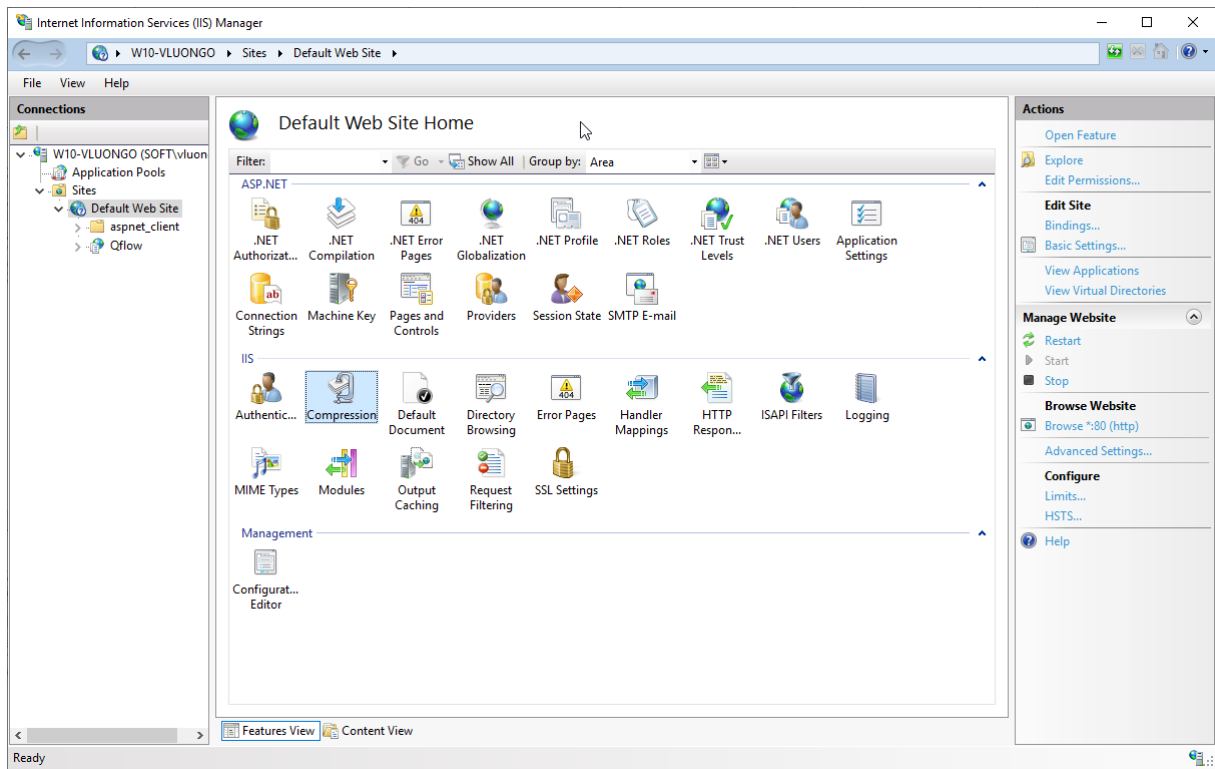 Internet Information Services (IIS) Manager
W10-VLUONGO
Sites
Default Web Site
File View Help
Connections
W10-VLUONGO (SOFT\vluon
Application Pools
Sites
Default Web Site
aspnet_client
Qflow
Default Web Site Home
Filter: Go Show All Group by: Area
ASP.NET
.NET Authorizat...
.NET Compilation
.NET Error Pages
.NET Globalization
.NET Profile
.NET Roles
.NET Trust Levels
.NET Users
Application Settings
Connection Strings
Machine Key
Pages and Controls
Providers
Session State
SMTP E-mail
IIS
Authentic...
Compression
Default Document
Directory Browsing
Error Pages
Handler Mappings
HTTP Respon...
ISAPI Filters
Logging
MIME Types
Modules
Output Caching
Request Filtering
SSL Settings
Management
Configurat... Editor
Features View
Content View
Actions
Open Feature
Explore
Edit Permissions...
Edit Site
Bindings...
Basic Settings...
View Applications
View Virtual Directories
Manage Website
Restart
Start
Stop
Browse Website
Browse *:80 (http)
Advanced Settings...
Configure
Limits...
HSTS...
Help
Ready